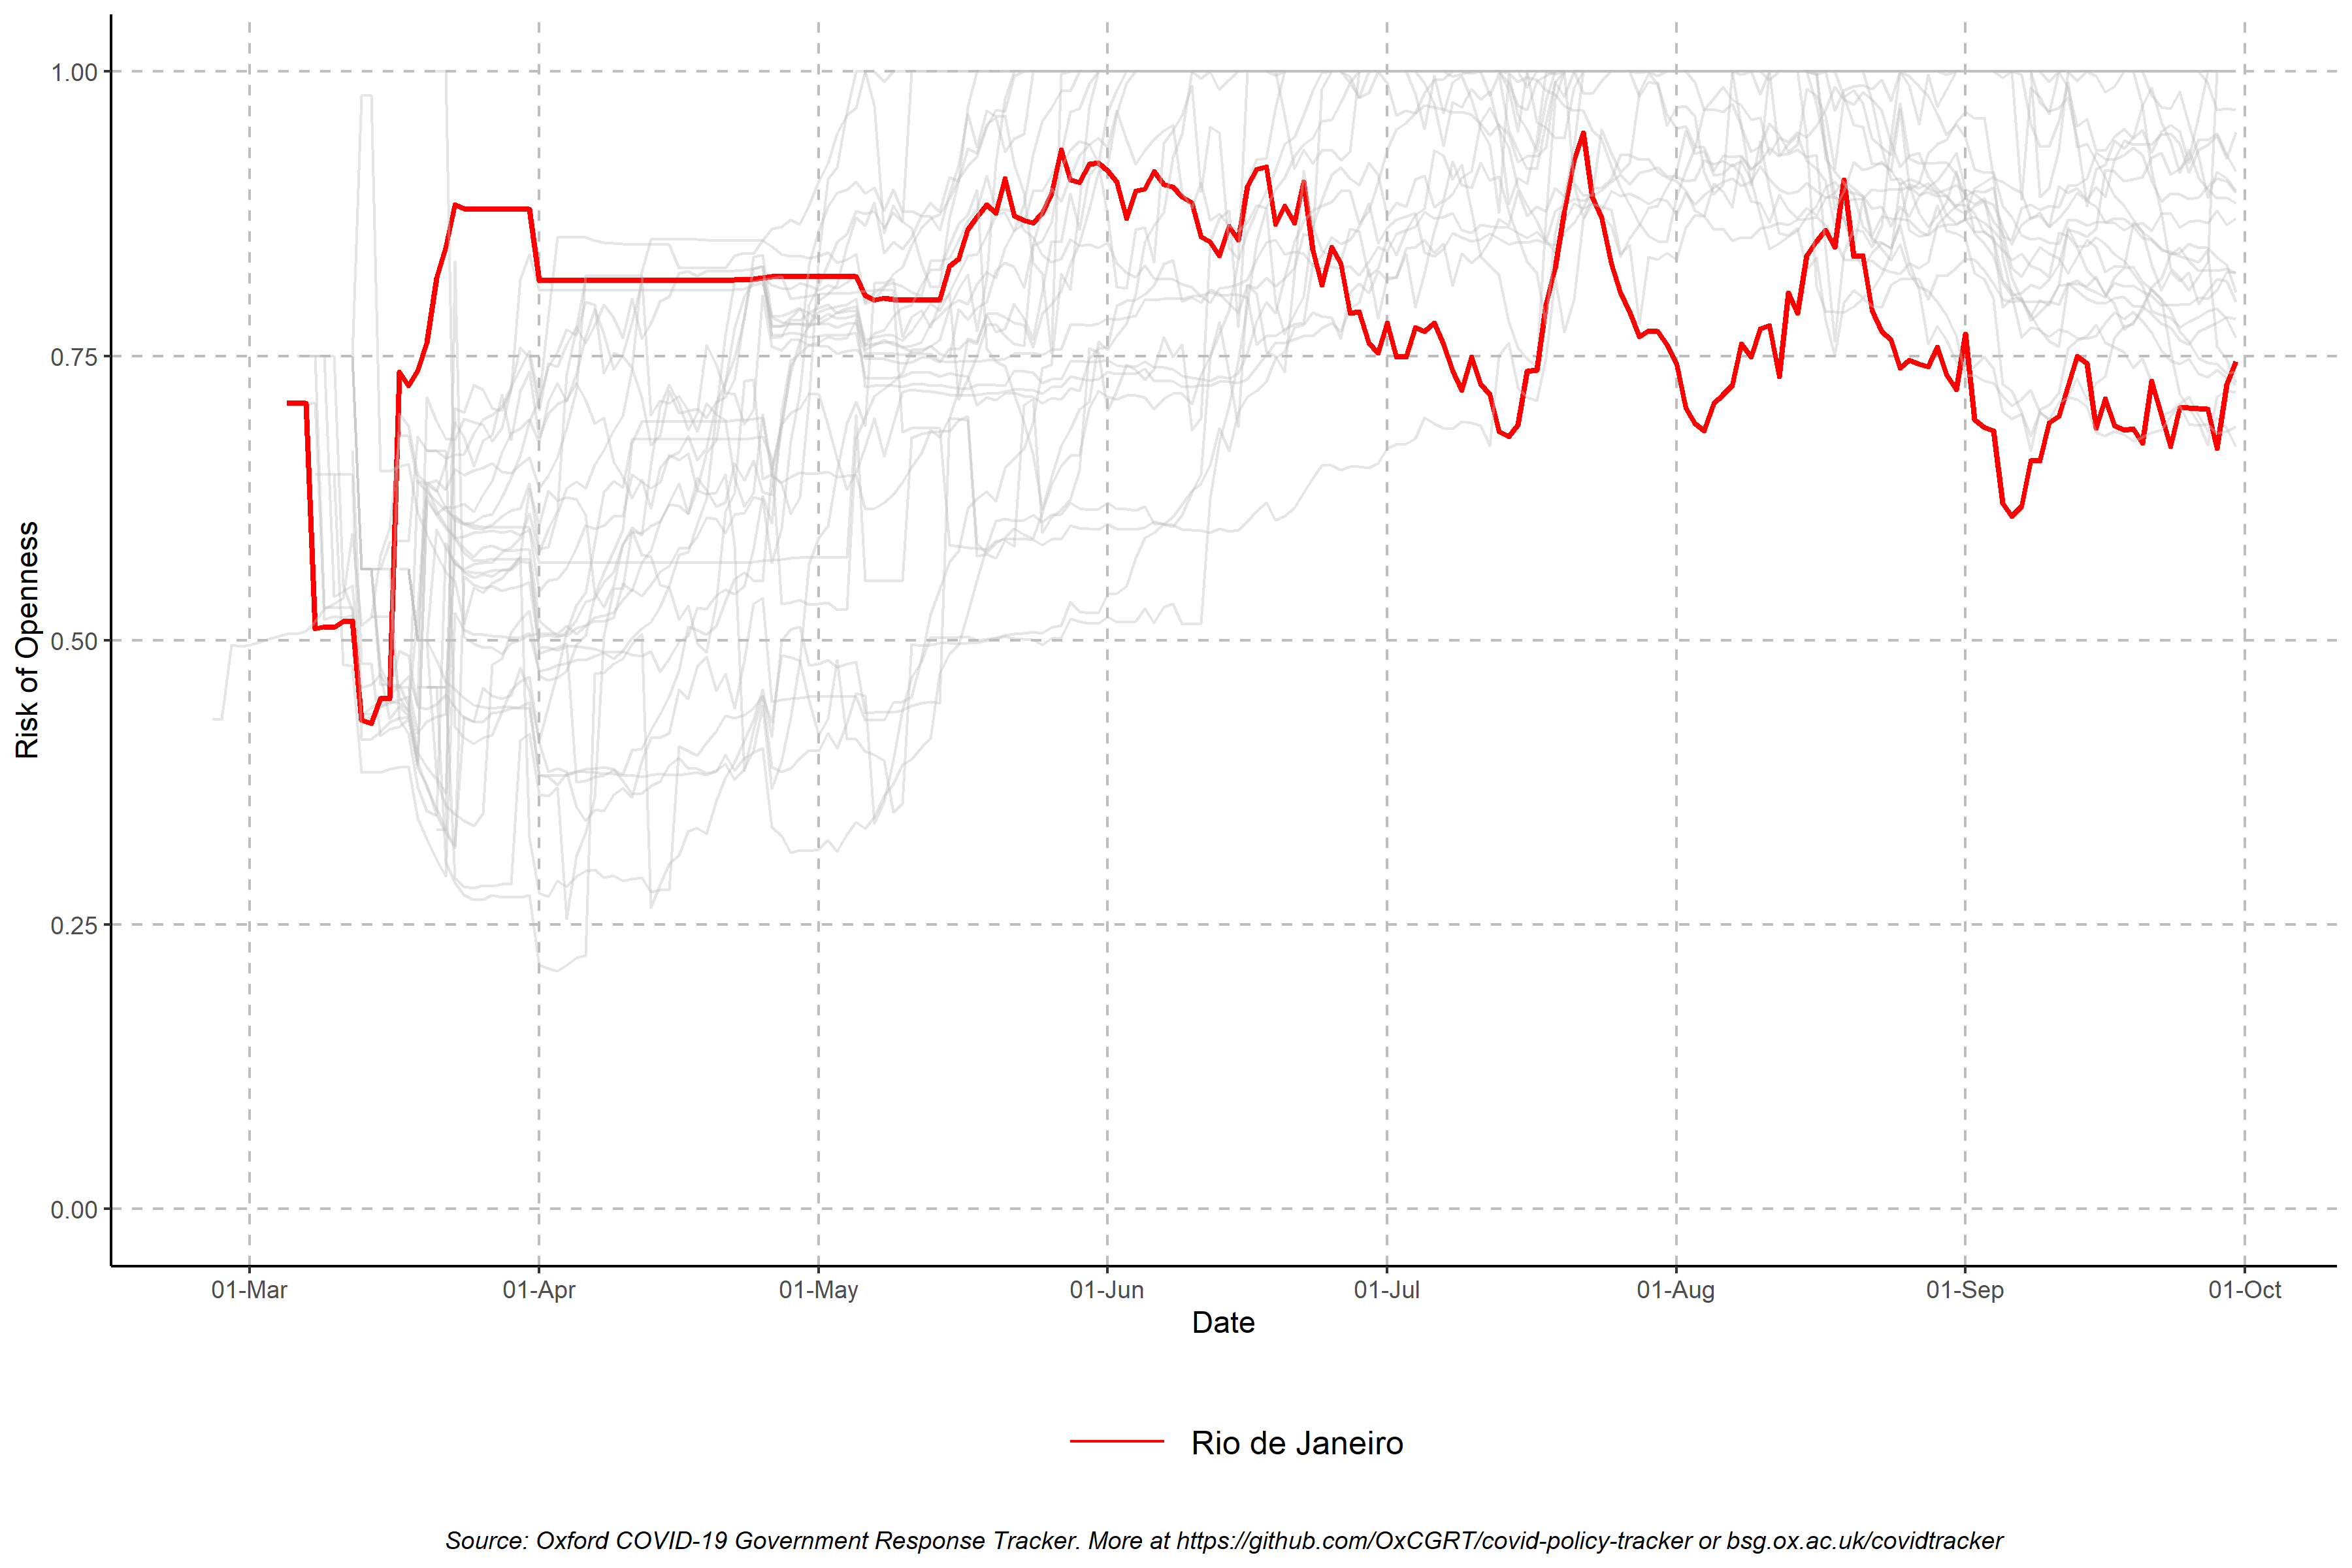 Risk of Openness
1.00
0.75
0.50
0.25
0.00
01-Mar 01-Apr 01-May 01-Jun 01-Jul 01-Aug 01-Sep 01-Oct
Date
Rio de Janeiro
Source: Oxford COVID-19 Government Response Tracker. More at https://github.com/OxCGRT/covid-policy-tracker or bsg.ox.ac.uk/covidtracker